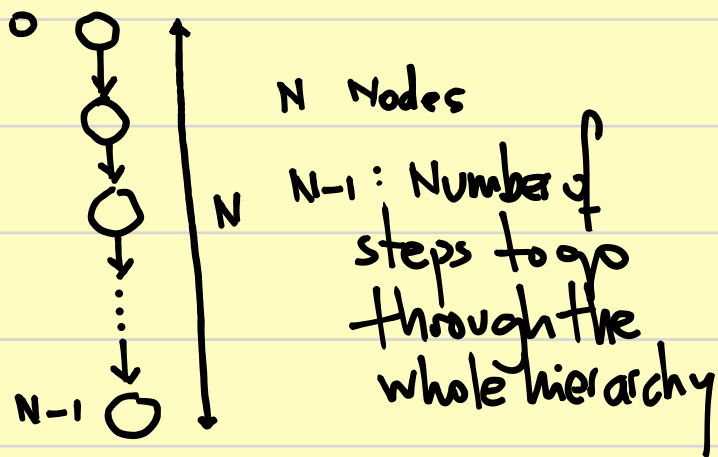 0
N Nodes
N
N-1 : Number of
steps to go
through the
whole hierarchy
N-1